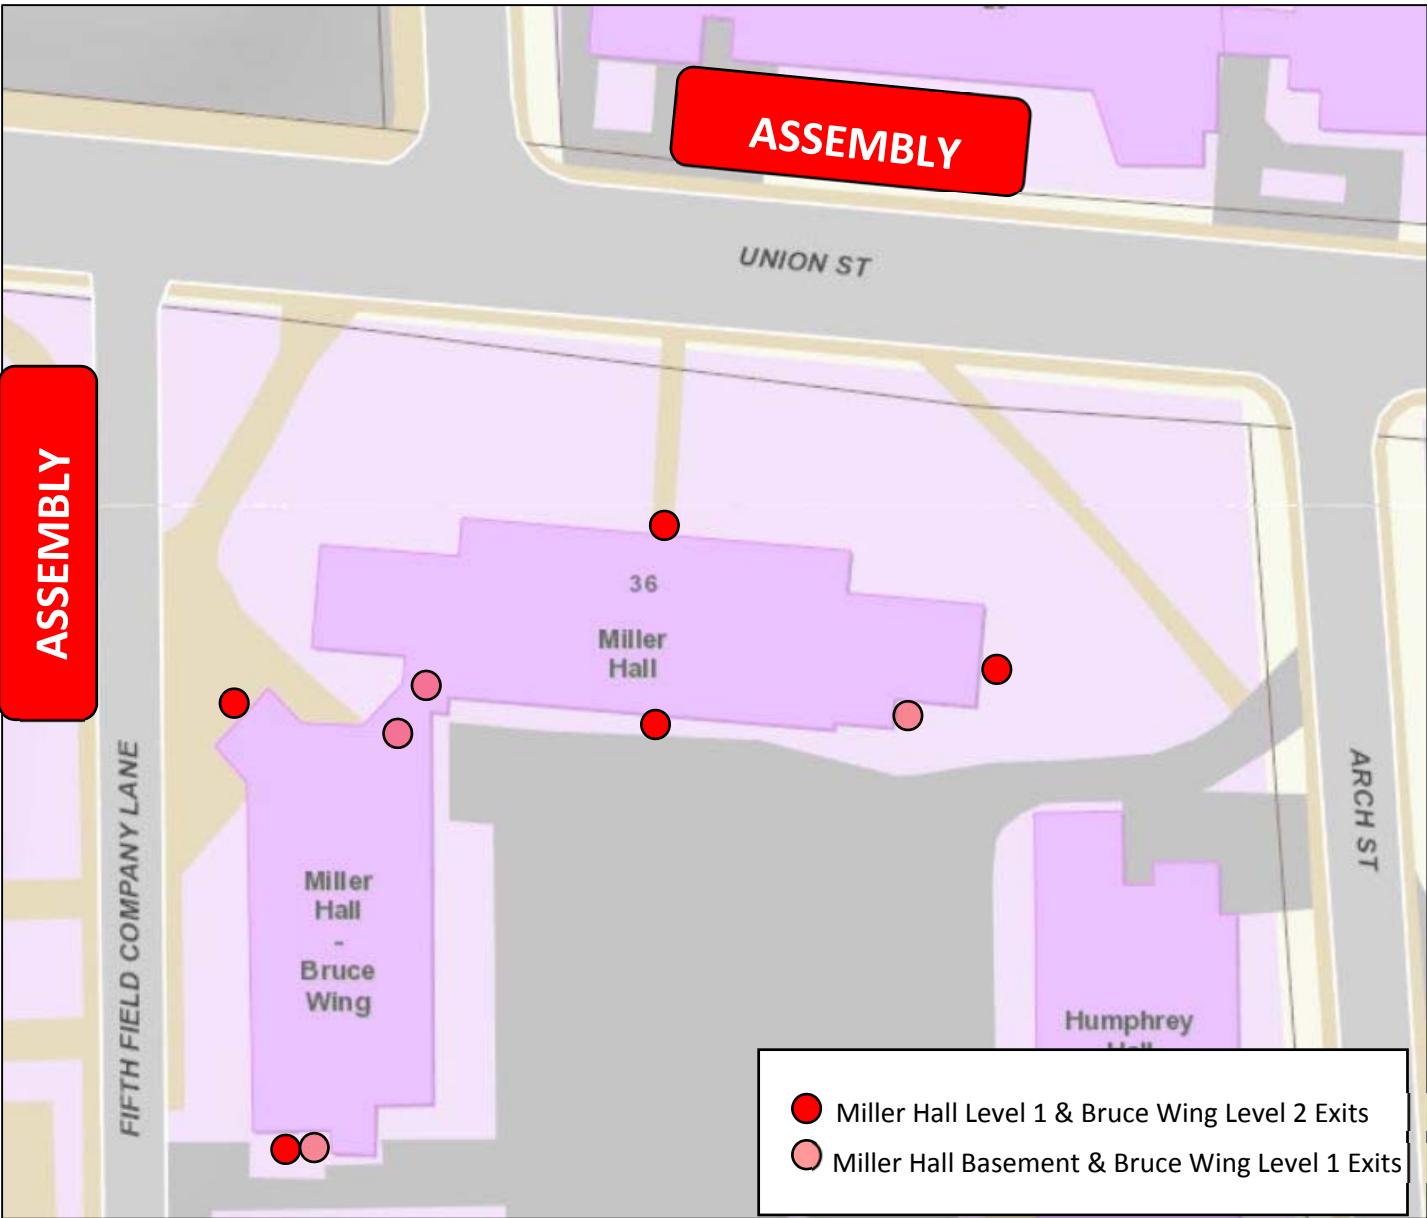 ASSEMBLY
UNION ST
ASSEMBLY
36
Miller
Hall
FIFTH FIELD COMPANY LANE
ARCH ST
Miller
Hall
-
Bruce
Wing
Humphrey
Hall
Miller Hall Level 1 & Bruce Wing Level 2 Exits
Miller Hall Basement & Bruce Wing Level 1 Exits